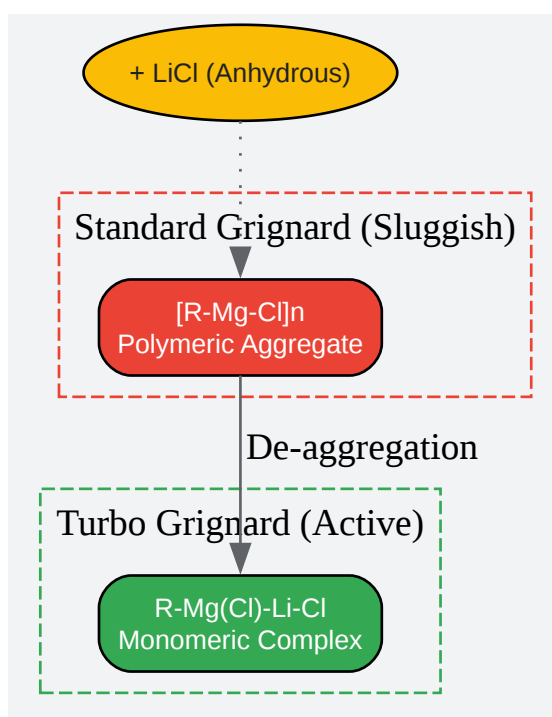 + LiCl (Anhydrous)
Standard Grignard (Sluggish)
[R-Mg-Cl]n
Polymeric Aggregate
De-aggregation
Turbo Grignard (Active)
R-Mg(Cl)-Li-Cl
Monomeric Complex